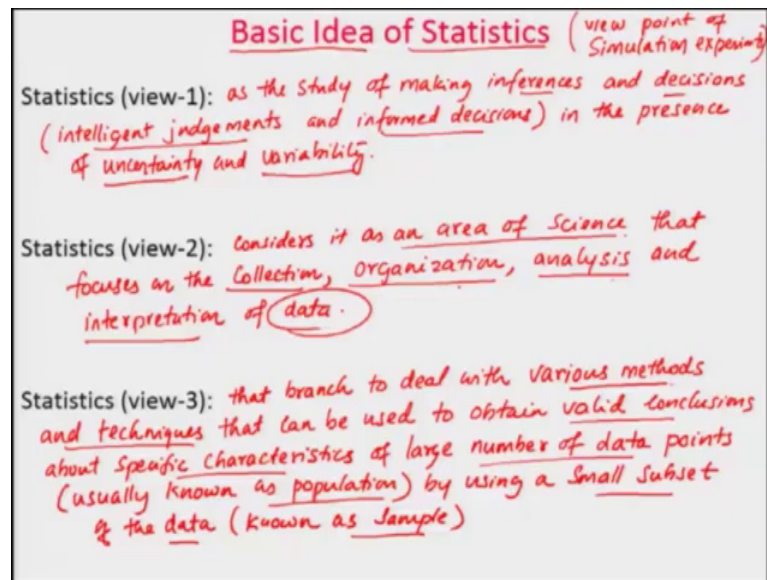 Basic Idea of Statistics (view point of
Simulation experiment)
Statistics (view-1): as the study of making inferences and decisions
(intelligent judgements and informed decisions) in the presence
of uncertainty and variability.
Statistics (view-2): Considers it as an area of Science that
focuses on the Collection, organization, analysis and
interpretation of data.
Statistics (view-3): that branch to deal with various methods
and techniques that can be used to obtain valid conclusions
about specific characteristics of large number of data points
(usually known as population) by using a small subset
of the data (known as sample)